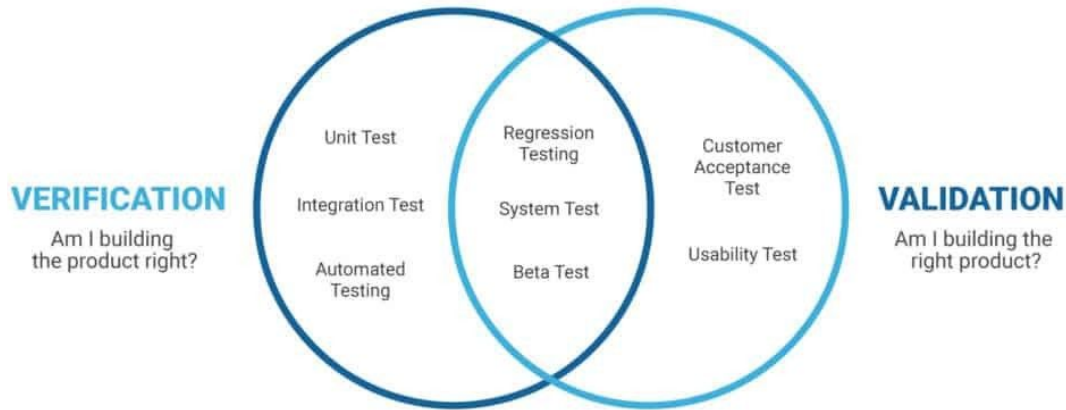 VERIFICATION
Am I building
the product right?
Unit Test
Integration Test
Automated
Testing
Regression
Testing
System Test
Beta Test
Customer
Acceptance
Test
Usability Test
VALIDATION
Am I building the
right product?